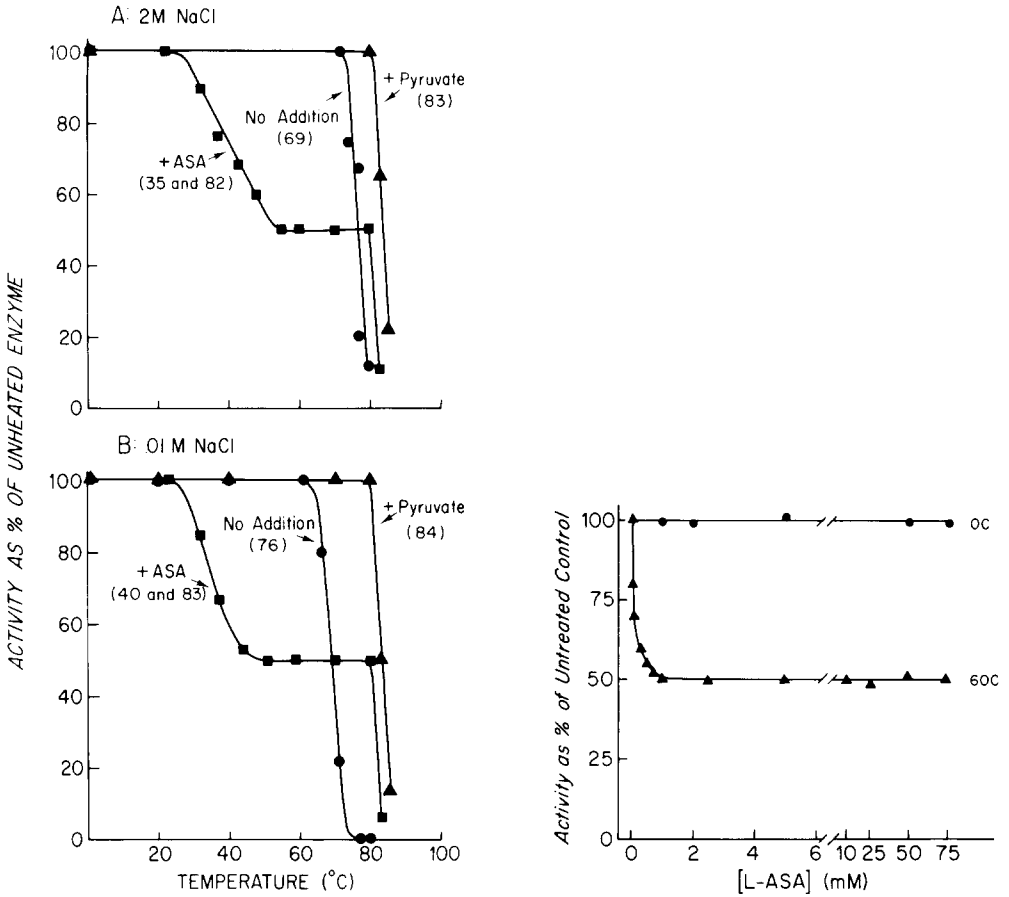 A: 2M NaCl
ACTIVITY AS % OF UNHEATED ENZYME
100
80
60
40
20
0
+ Pyruvate
(83)
No Addition
(69)
+ ASA
(35 and 82)
B: .01 M NaCl
100
80
60
40
20
0
+ Pyruvate
(84)
No Addition
(76)
+ ASA
(40 and 83)
20 40 60 80 100
TEMPERATURE (°C)
Activity as % of Untreated Control
100
75
50
25
0
0C
60C
0 2 4 6 10 25 50 75
[L-ASA] (mM)